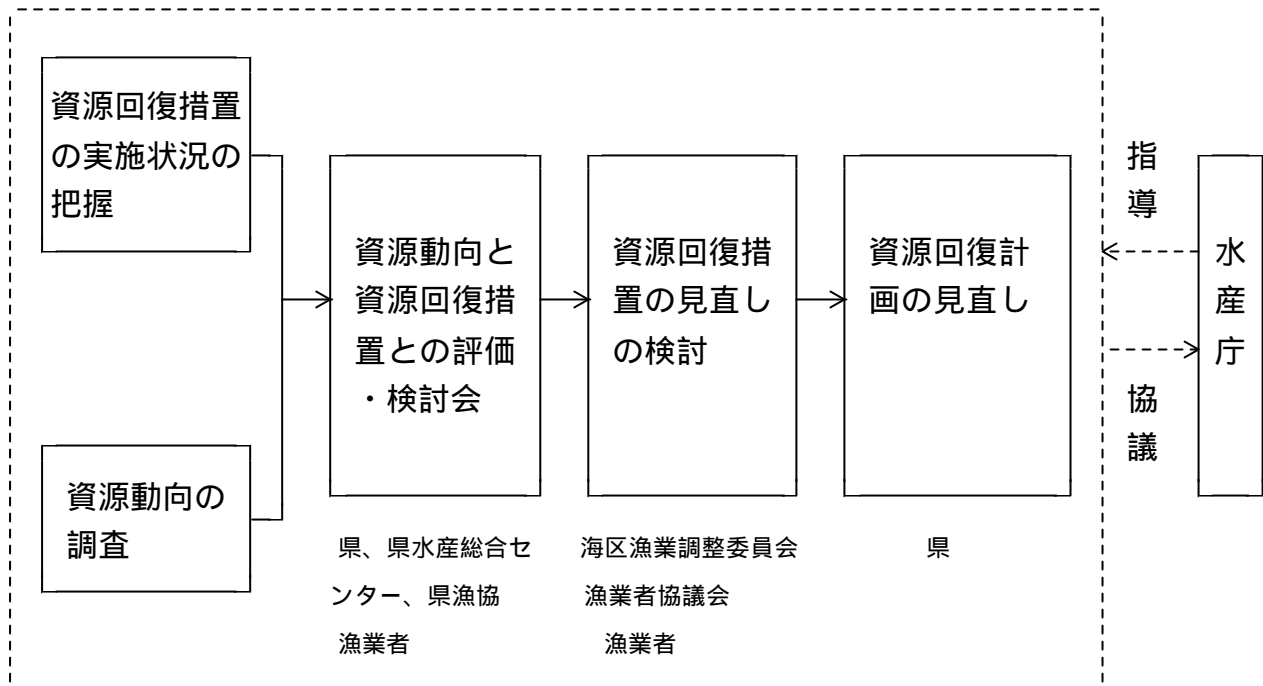 資源回復措置
の実施状況の
把握
資源動向の
調査
資源動向と
資源回復措
置との評価
・検討会
県、県水産総合セ
ンター、県漁協
漁業者
資源回復措
置の見直し
の検討
海区漁業調整委員会
漁業者協議会
漁業者
資源回復計
画の見直し
県
指導
協議
水産庁